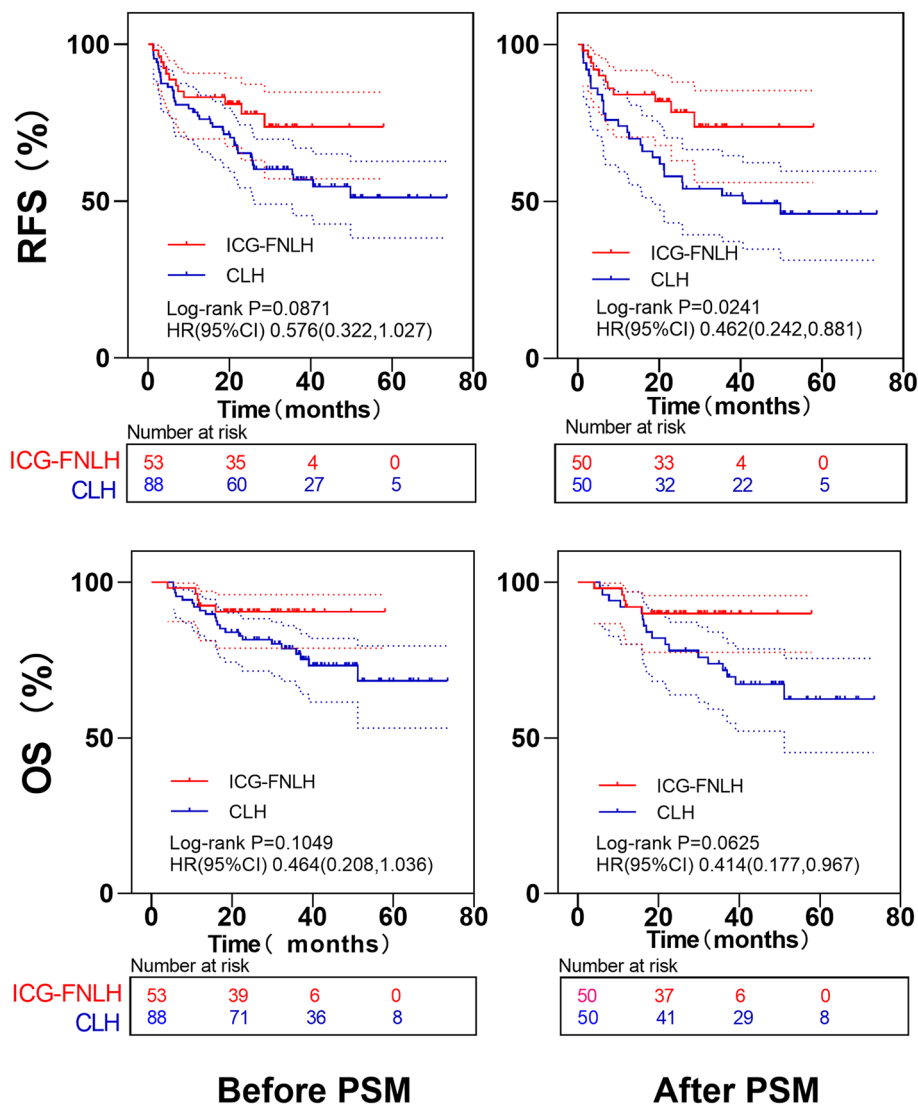 RFS (%)
100
50
0
ICG-FNLH
CLH
Log-rank P=0.0871
HR(95%CI) 0.576(0.322,1.027)
0 20 40 60 80
Time(months)
Number at risk
ICG-FNLH 53 35 4 0
CLH 88 60 27 5
100
50
0
ICG-FNLH
CLH
Log-rank P=0.0241
HR(95%CI) 0.462(0.242,0.881)
0 20 40 60 80
Time(months)
Number at risk
50 33 4 0
50 32 22 5
OS (%)
100
50
0
ICG-FNLH
CLH
Log-rank P=0.1049
HR(95%CI) 0.464(0.208,1.036)
0 20 40 60 80
Time( months)
Number at risk
ICG-FNLH 53 39 6 0
CLH 88 71 36 8
100
50
0
ICG-FNLH
CLH
Log-rank P=0.0625
HR(95%CI) 0.414(0.177,0.967)
0 20 40 60 80
Time(months)
Number at risk
50 37 6 0
50 41 29 8
Before PSM
After PSM